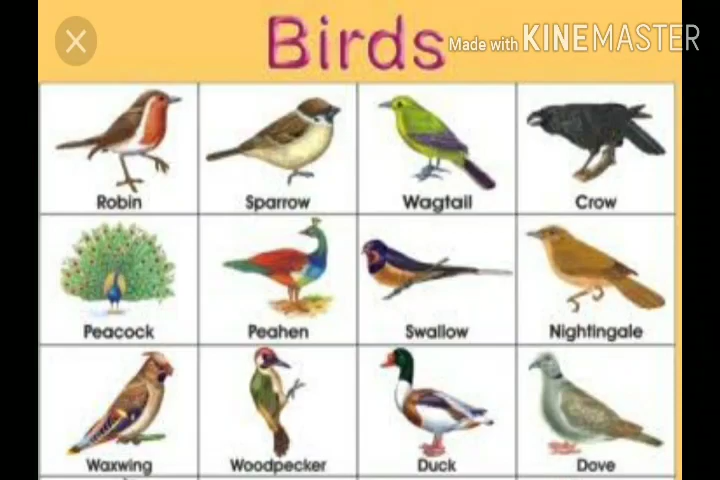 Birds
Made with KINEMASTER
Robin
Sparrow
Wagtail
Crow
Peacock
Peahen
Swallow
Nightingale
Waxwing
Woodpecker
Duck
Dove